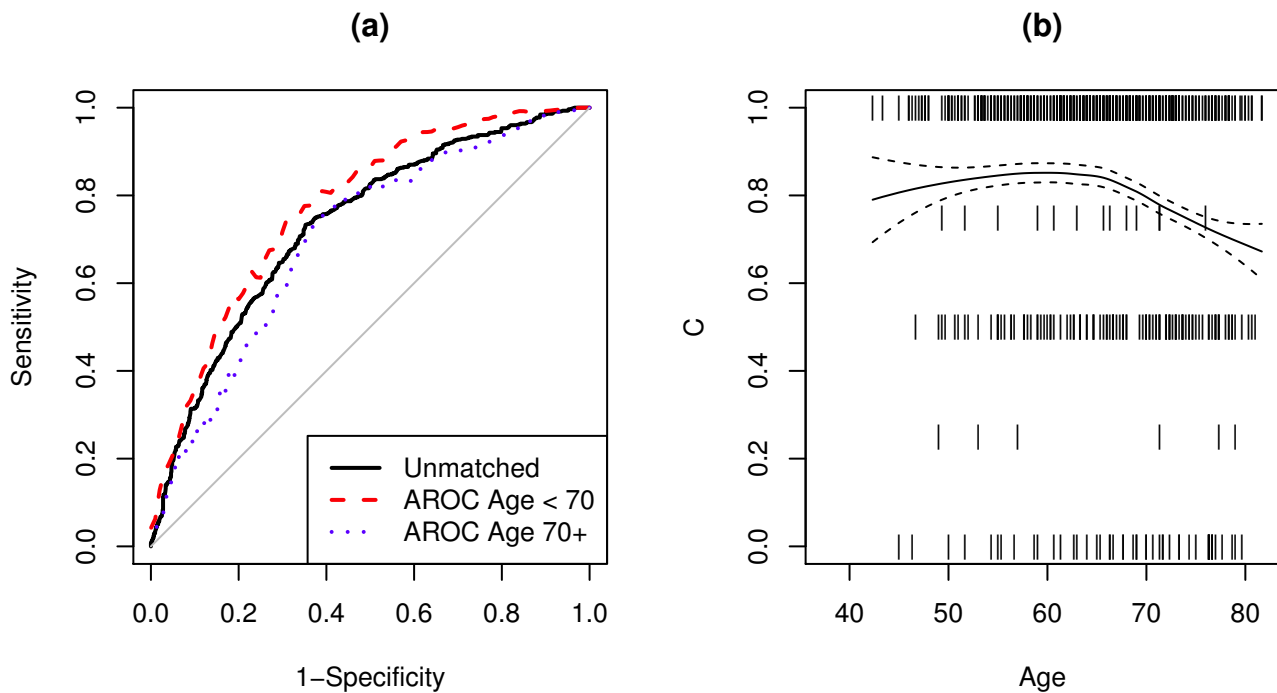 (a)
Sensitivity
1.0
0.8
0.6
0.4
0.2
0.0
Unmatched
AROC Age < 70
AROC Age 70+
0.0 0.2 0.4 0.6 0.8 1.0
1−Specificity
(b)
C
1.0
0.8
0.6
0.4
0.2
0.0
40 50 60 70 80
Age